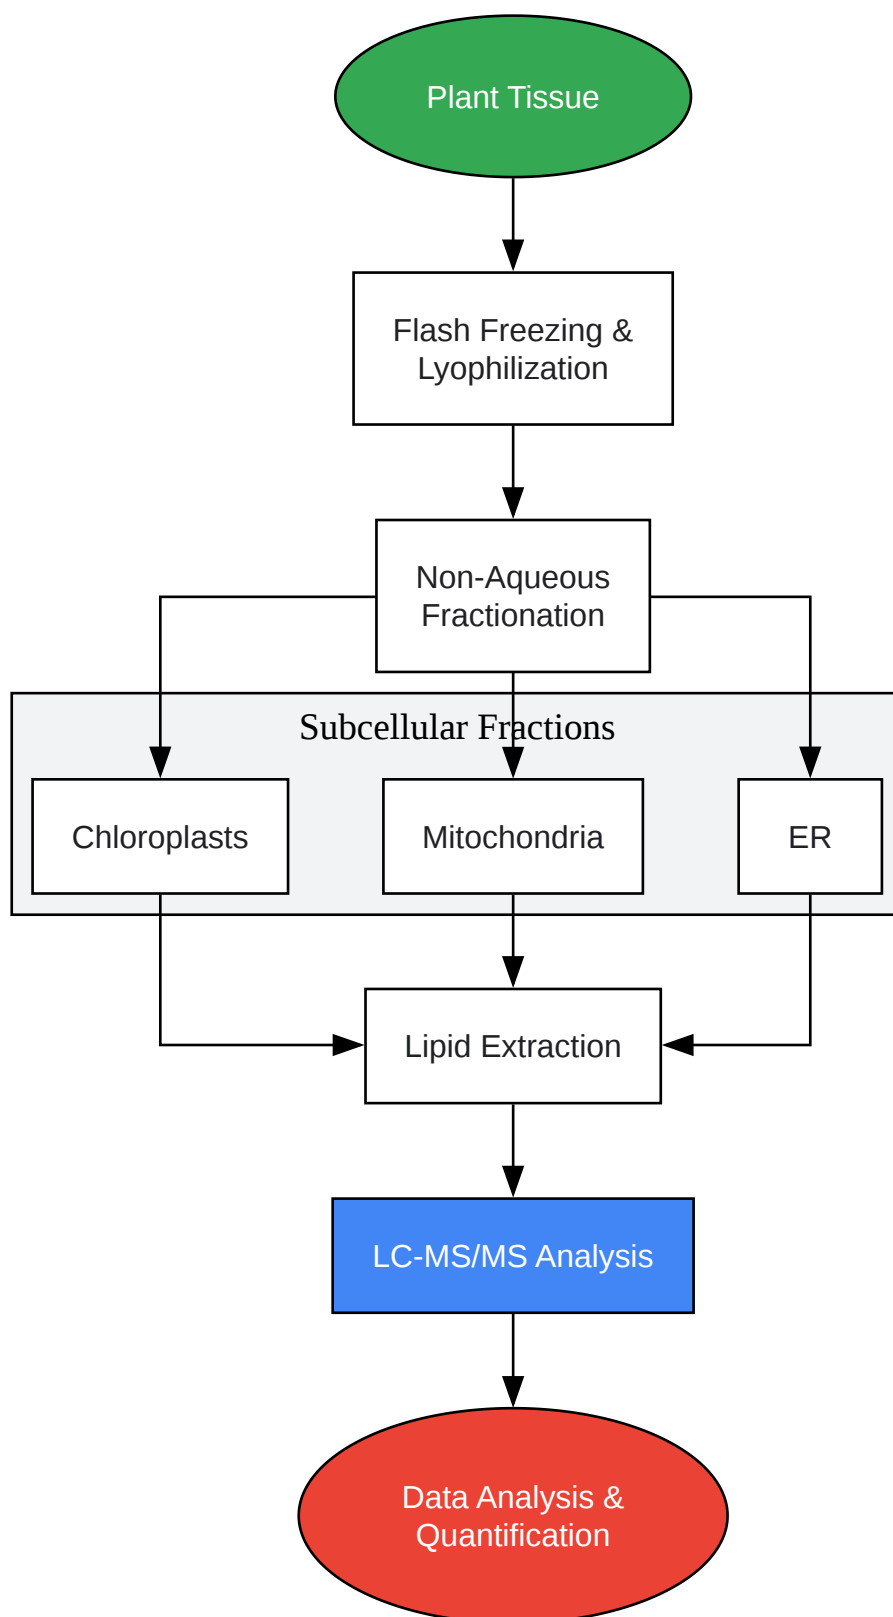 Plant Tissue
Flash Freezing &
Lyophilization
Non-Aqueous
Fractionation
Subcellular Fractions
Chloroplasts
Mitochondria
ER
Lipid Extraction
LC-MS/MS Analysis
Data Analysis &
Quantification